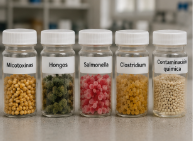 Micotoxinas
Hongos
Salmonella
Clostridium
Contaminación
química